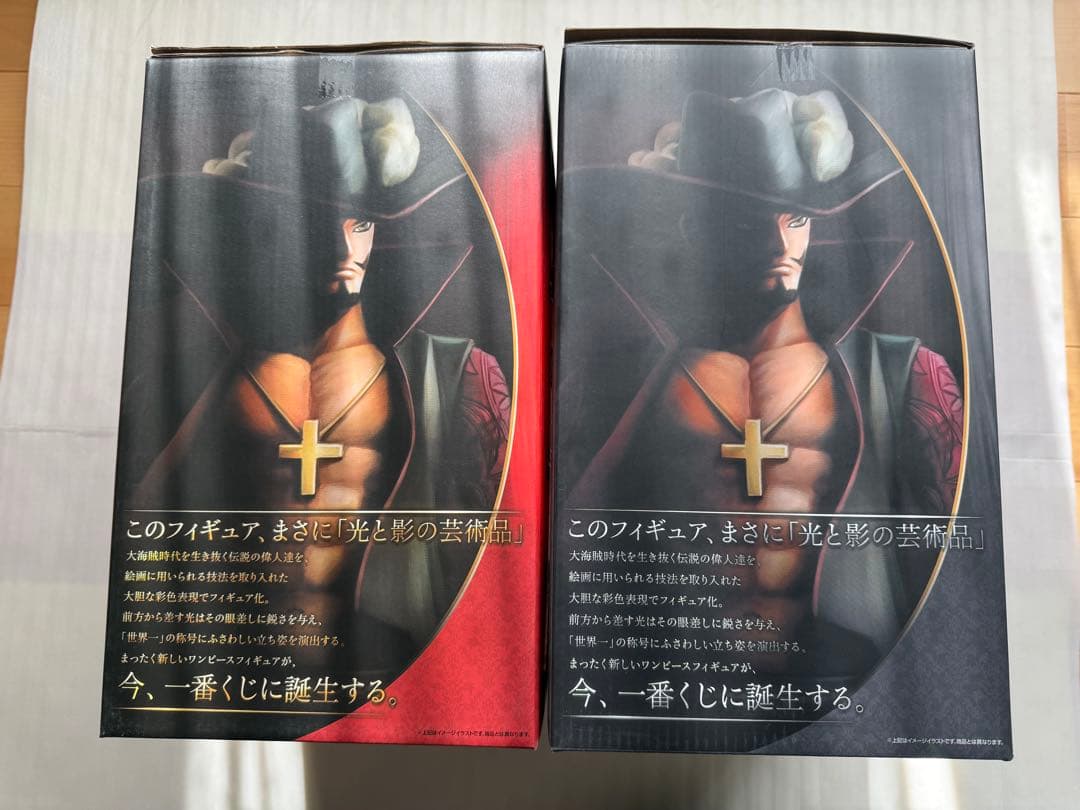 このフィギュア、まさに「光と影の芸術品」
大海賊時代を生き抜く伝説の偉人達を、
絵画に用いられる技法を取り入れた
大胆な彩色表現でフィギュア化。
前方から差す光はその眼差しに鋭さを与え、
「世界一」の称号にふさわしい立ち姿を演出する。
まったく新しいワンピースフィギュアが、
今、一番くじに誕生する。
※上記はイメージイラストです。商品とは異なります。
このフィギュア、まさに「光と影の芸術品」
大海賊時代を生き抜く伝説の偉人達を、
絵画に用いられる技法を取り入れた
大胆な彩色表現でフィギュア化。
前方から差す光はその眼差しに鋭さを与え、
「世界一」の称号にふさわしい立ち姿を演出する。
まったく新しいワンピースフィギュアが、
今、一番くじに誕生する。
※上記はイメージイラストです。商品とは異なります。